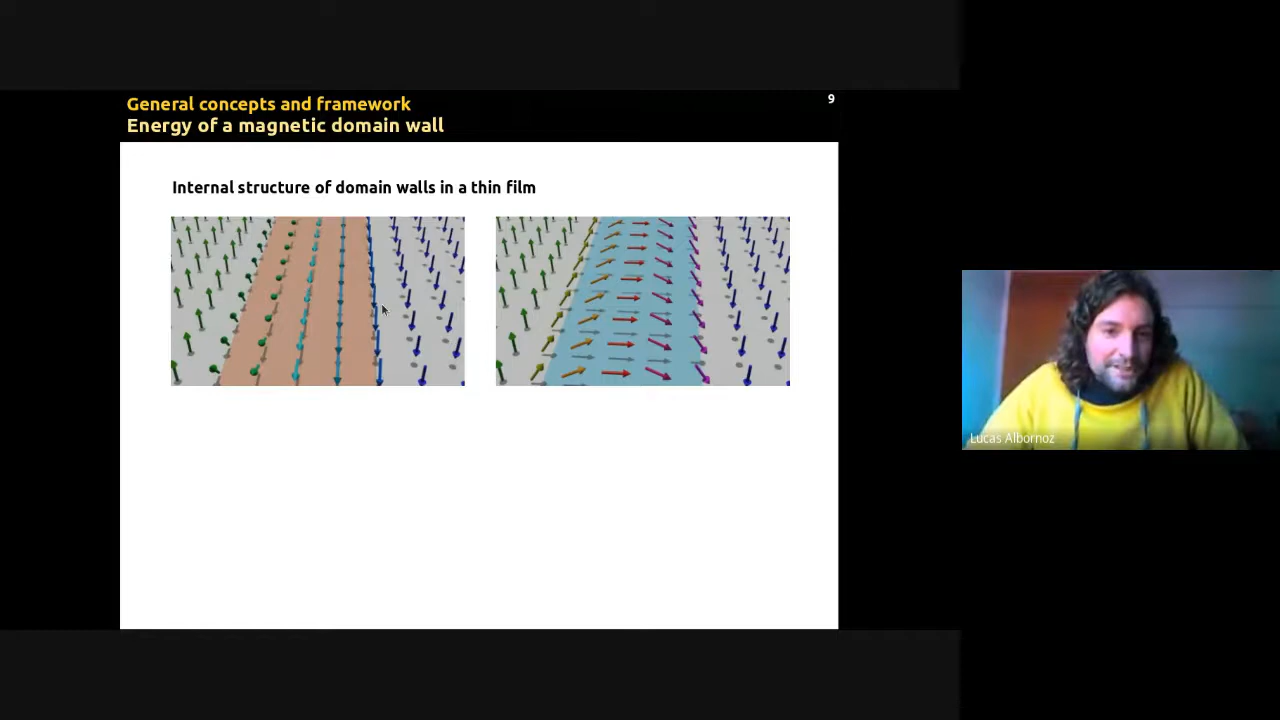 General concepts and framework
9
Energy of a magnetic domain wall
Internal structure of domain walls in a thin film
Lucas Albornoz